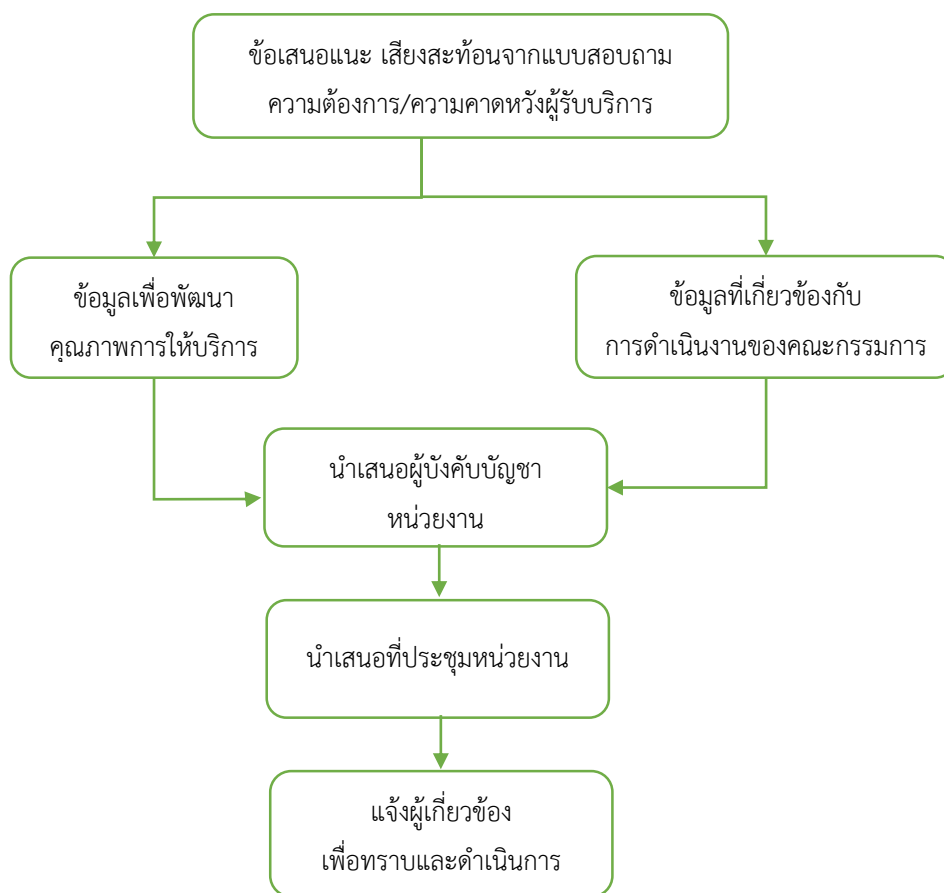 ข้อเสนอแนะ เสียงสะท้อนจากแบบสอบถาม
ความต้องการ/ความคาดหวังผู้รับบริการ
ข้อมูลเพื่อพัฒนา
คุณภาพการให้บริการ
ข้อมูลที่เกี่ยวข้องกับ
การดำเนินงานของคณะกรรมการ
นำเสนอผู้บังคับบัญชา
หน่วยงาน
นำเสนอที่ประชุมหน่วยงาน
แจ้งผู้เกี่ยวข้อง
เพื่อทราบและดำเนินการ